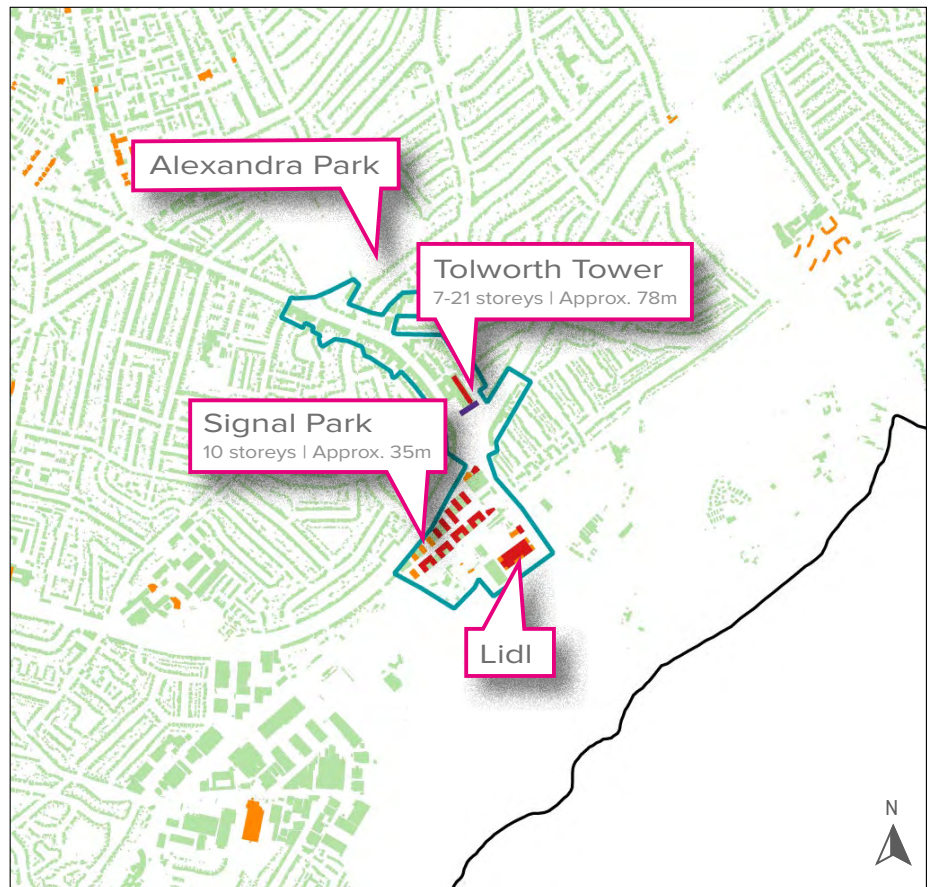 Alexandra Park
Tolworth Tower
7-21 storeys | Approx. 78m
Signal Park
10 storeys | Approx. 35m
Lidl
N